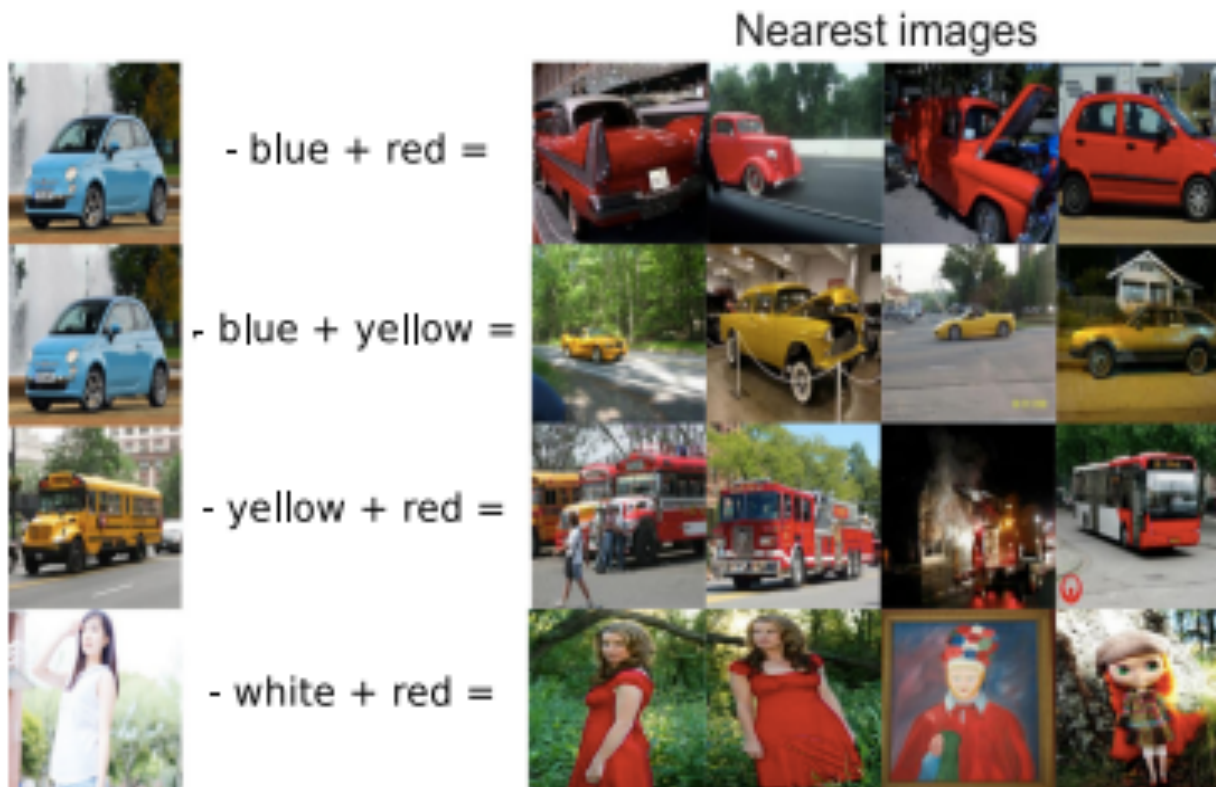 Nearest images
- blue + red =
- blue + yellow =
- yellow + red =
- white + red =